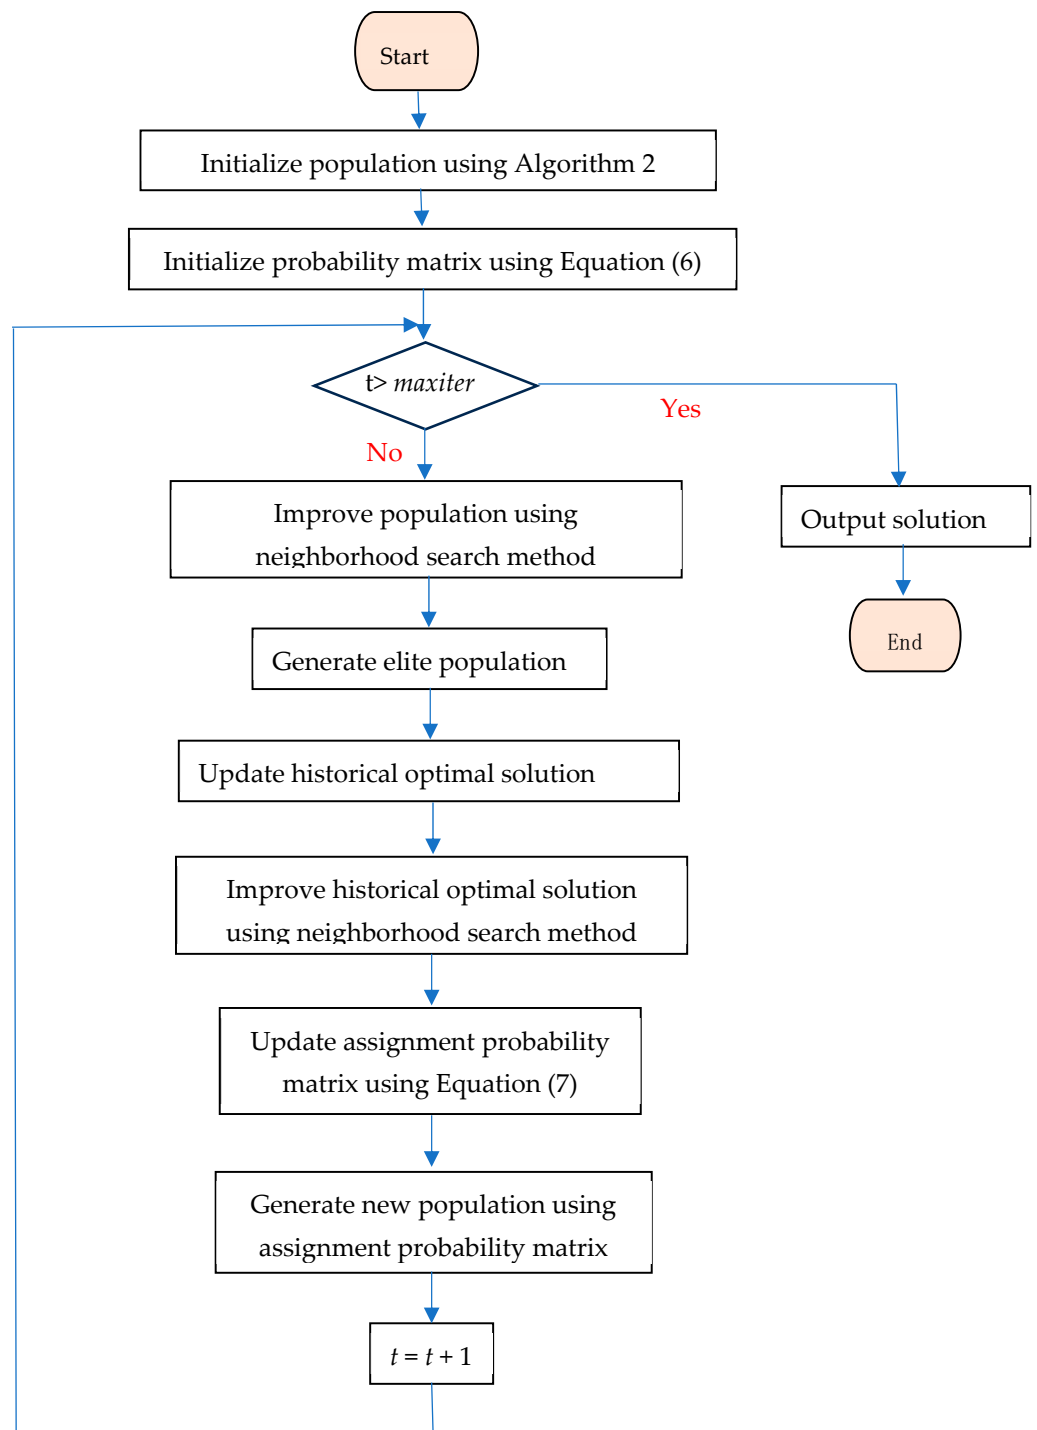 Start
Initialize population using Algorithm 2
Initialize probability matrix using Equation (6)
t> maxiter
Yes
No
Improve population using
neighborhood search method
Output solution
End
Generate elite population
Update historical optimal solution
Improve historical optimal solution
using neighborhood search method
Update assignment probability
matrix using Equation (7)
Generate new population using
assignment probability matrix
t = t + 1